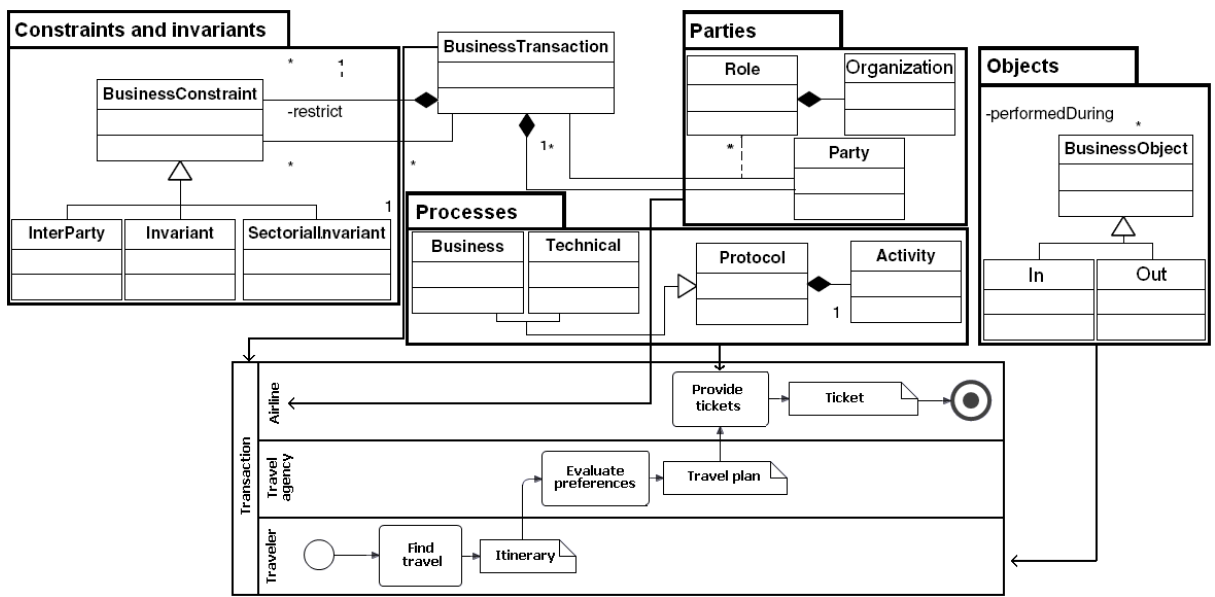 Constraints and invariants
BusinessTransaction
Parties
Objects
Role
Organization
BusinessConstraint
*
1
-restrict
-performedDuring
*
BusinessObject
1*
*
Party
*
*
1
Processes
InterParty
Invariant
SectoriallInvariant
Business
Technical
Protocol
Activity
1
In
Out
Transaction
Airline
Provide
tickets
Ticket
Travel
agency
Evaluate
preferences
Travel plan
Traveler
Find
travel
Itinerary